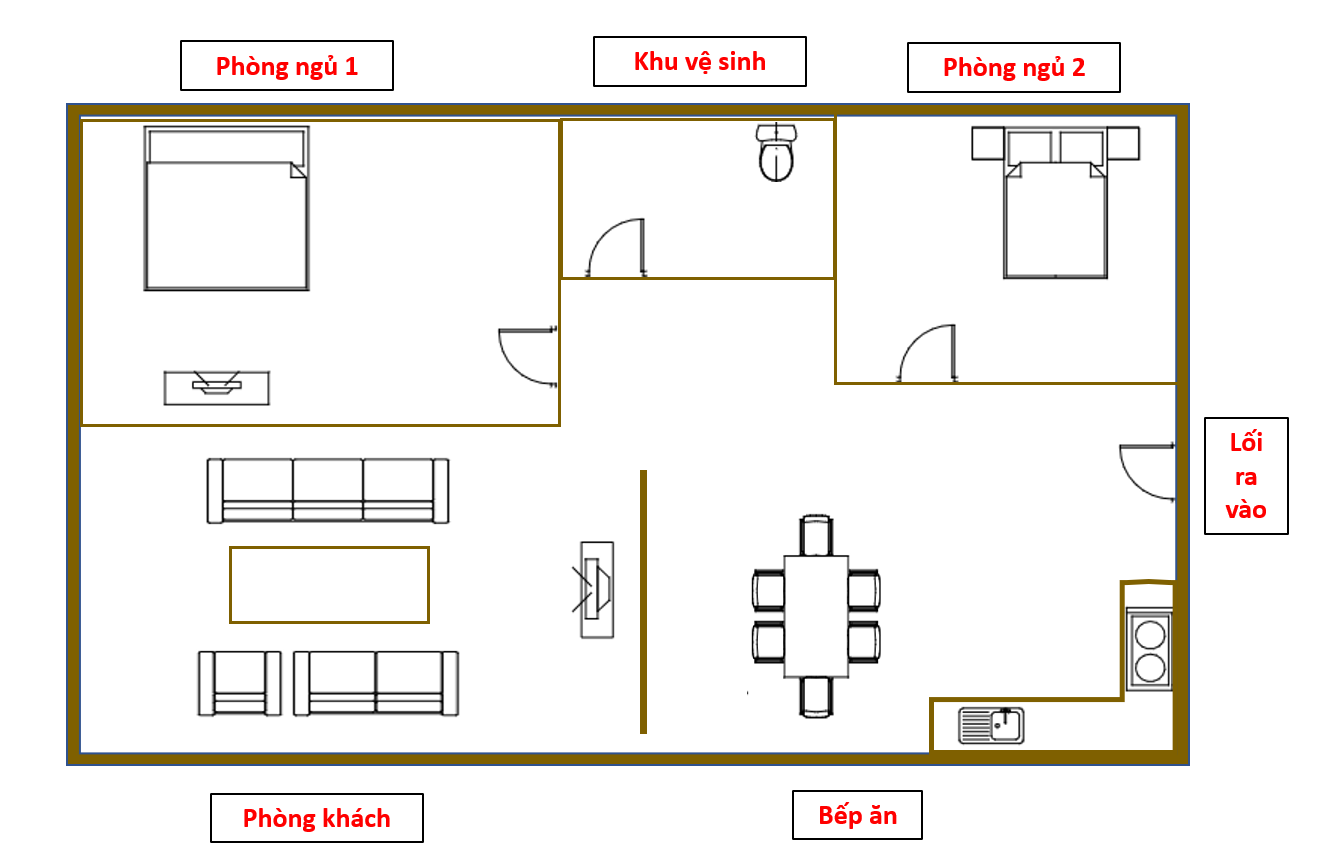 Phòng ngủ 1
Khu vệ sinh
Phòng ngủ 2
Lối
ra
vào
Phòng khách
Bếp ăn